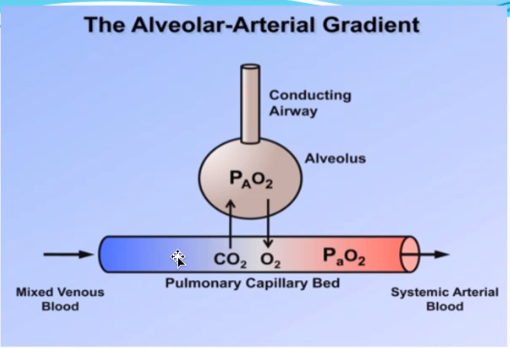 The Alveolar-Arterial Gradient
Conducting
Airway
Alveolus
PAO2
CO2 O2 PaO2
Pulmonary Capillary Bed
Mixed Venous
Blood
Systemic Arterial
Blood